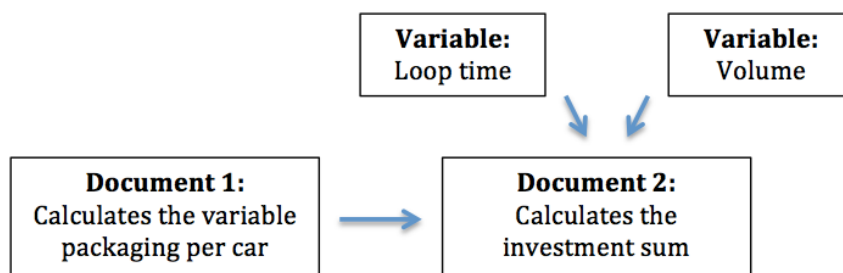 Variable:
Loop time
Variable:
Volume
Document 1:
Calculates the variable
packaging per car
Document 2:
Calculates the
investment sum